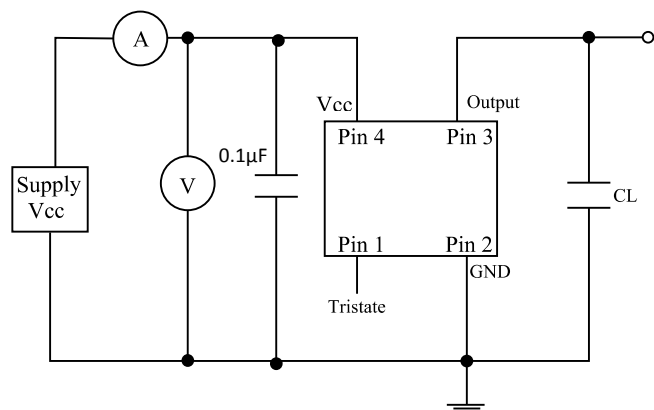 A
Vcc
Output
Pin 4
Pin 3
0.1µF
Supply
Vcc
V
CL
Pin 1
Pin 2
GND
Tristate